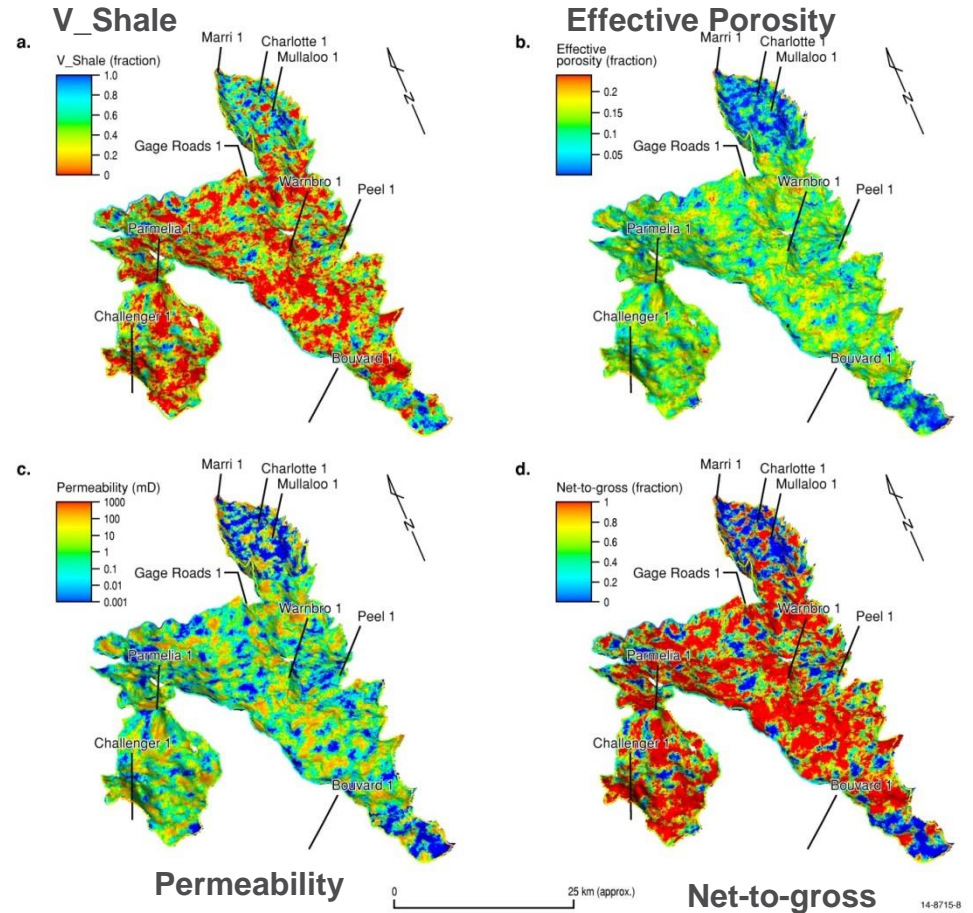 V_Shale
Effective Porosity
a.
V_Shale (fraction)
1.0
0.8
0.6
0.4
0.2
0
Marri 1
Charlotte 1
Mullaloo 1
N
Gage Roads 1
Warnbro 1
Peel 1
Parmelia 1
Challenger 1
Bouvard 1
b.
Effective
porosity (fraction)
0.2
0.15
0.1
0.05
Marri 1
Charlotte 1
Mullaloo 1
N
Gage Roads 1
Warnbro 1
Peel 1
Parmelia 1
Challenger 1
Bouvard 1
c.
Permeability (mD)
1000
100
10
1
0.1
0.01
0.001
Marri 1
Charlotte 1
Mullaloo 1
N
Gage Roads 1
Warnbro 1
Peel 1
Parmelia 1
Challenger 1
Bouvard 1
d.
Net-to-gross (fraction)
1
0.8
0.6
0.4
0.2
0
Marri 1
Charlotte 1
Mullaloo 1
N
Gage Roads 1
Warnbro 1
Peel 1
Parmelia 1
Challenger 1
Bouvard 1
Permeability
0
25 km (approx.)
Net-to-gross
14-8715-8